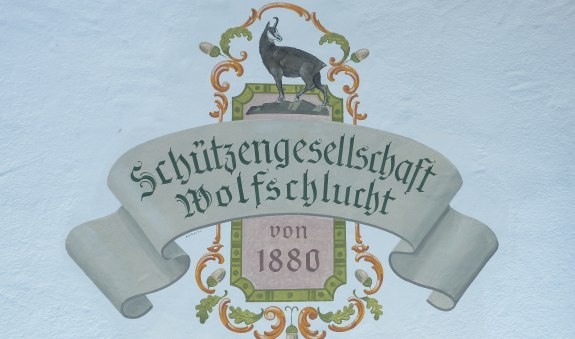 Schützengesellschaft
Wolfschlucht
von
1880